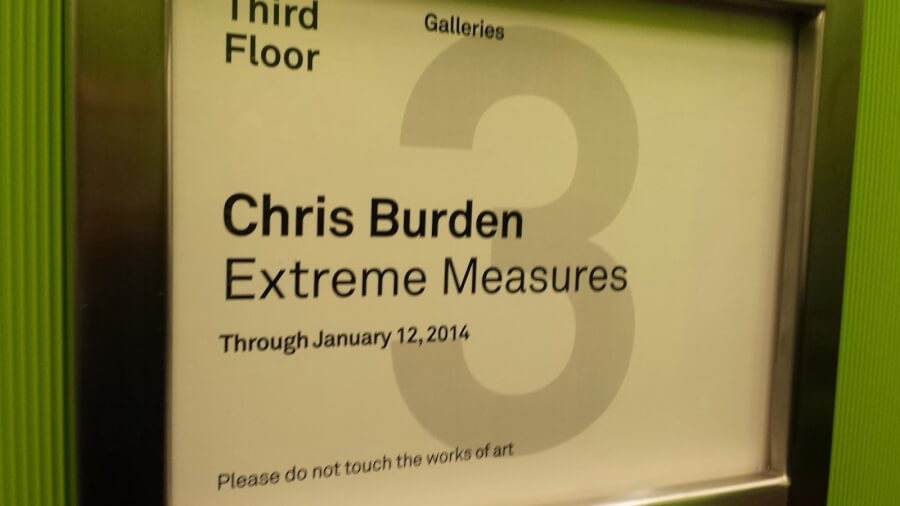 Third
Floor
Galleries
3
Chris Burden
Extreme Measures
Through January 12, 2014
Please do not touch the works of art